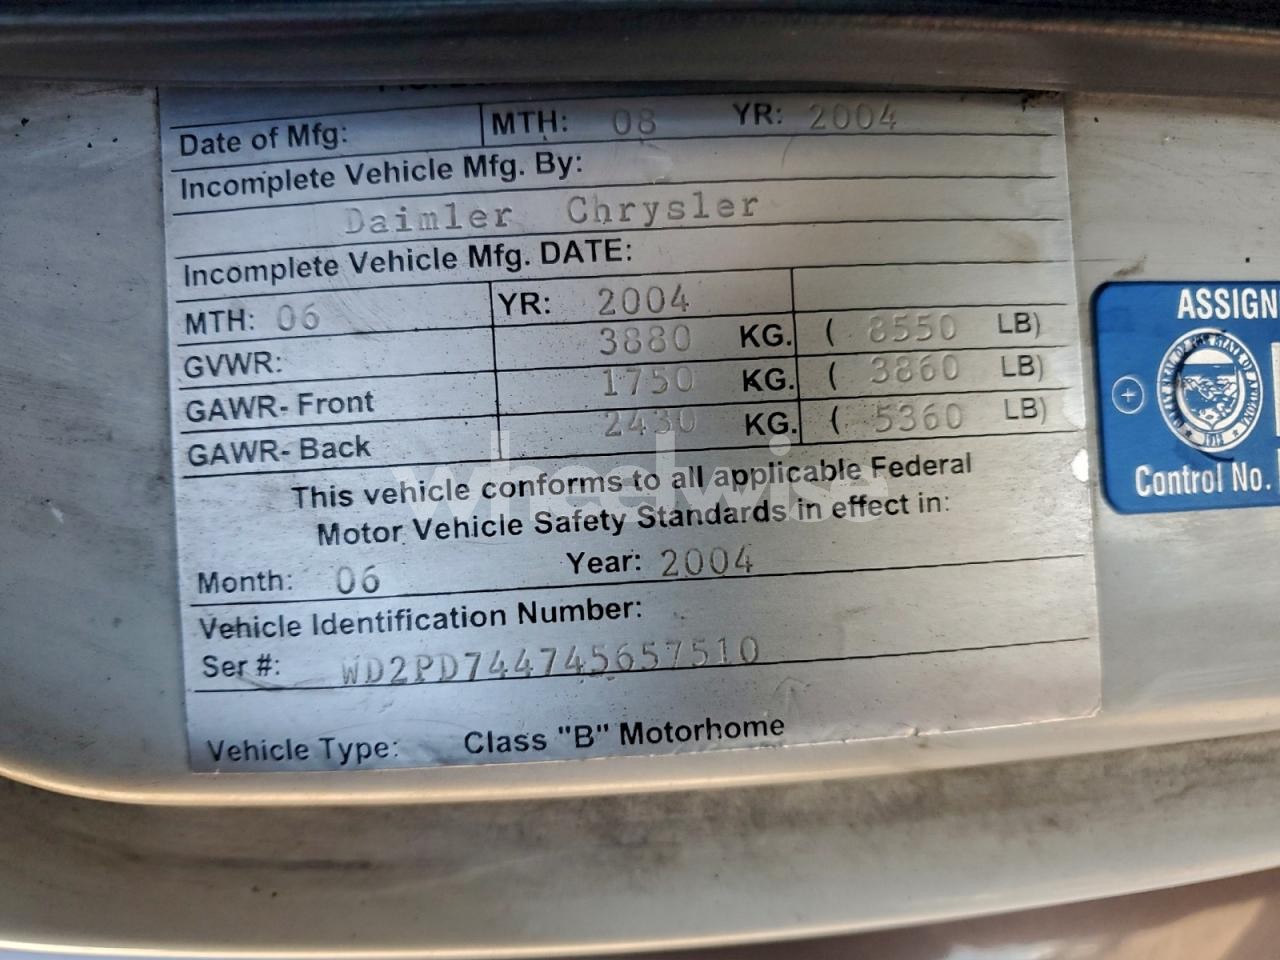 Date of Mfg: MTH: 08 YR: 2004
Incomplete Vehicle Mfg. By:
Daimler Chrysler
Incomplete Vehicle Mfg. DATE:
MTH: 06 YR: 2004
GVWR: 3880 KG. ( 8550 LB)
GAWR- Front 1750 KG. ( 3860 LB)
GAWR- Back 2430 KG. ( 5360 LB)
This vehicle conforms to all applicable Federal
Motor Vehicle Safety Standards in effect in:
Month: 06 Year: 2004
Vehicle Identification Number:
Ser #: WD2PD744745657510
Vehicle Type: Class "B" Motorhome
ASSIGN
Control No.
wheelwise